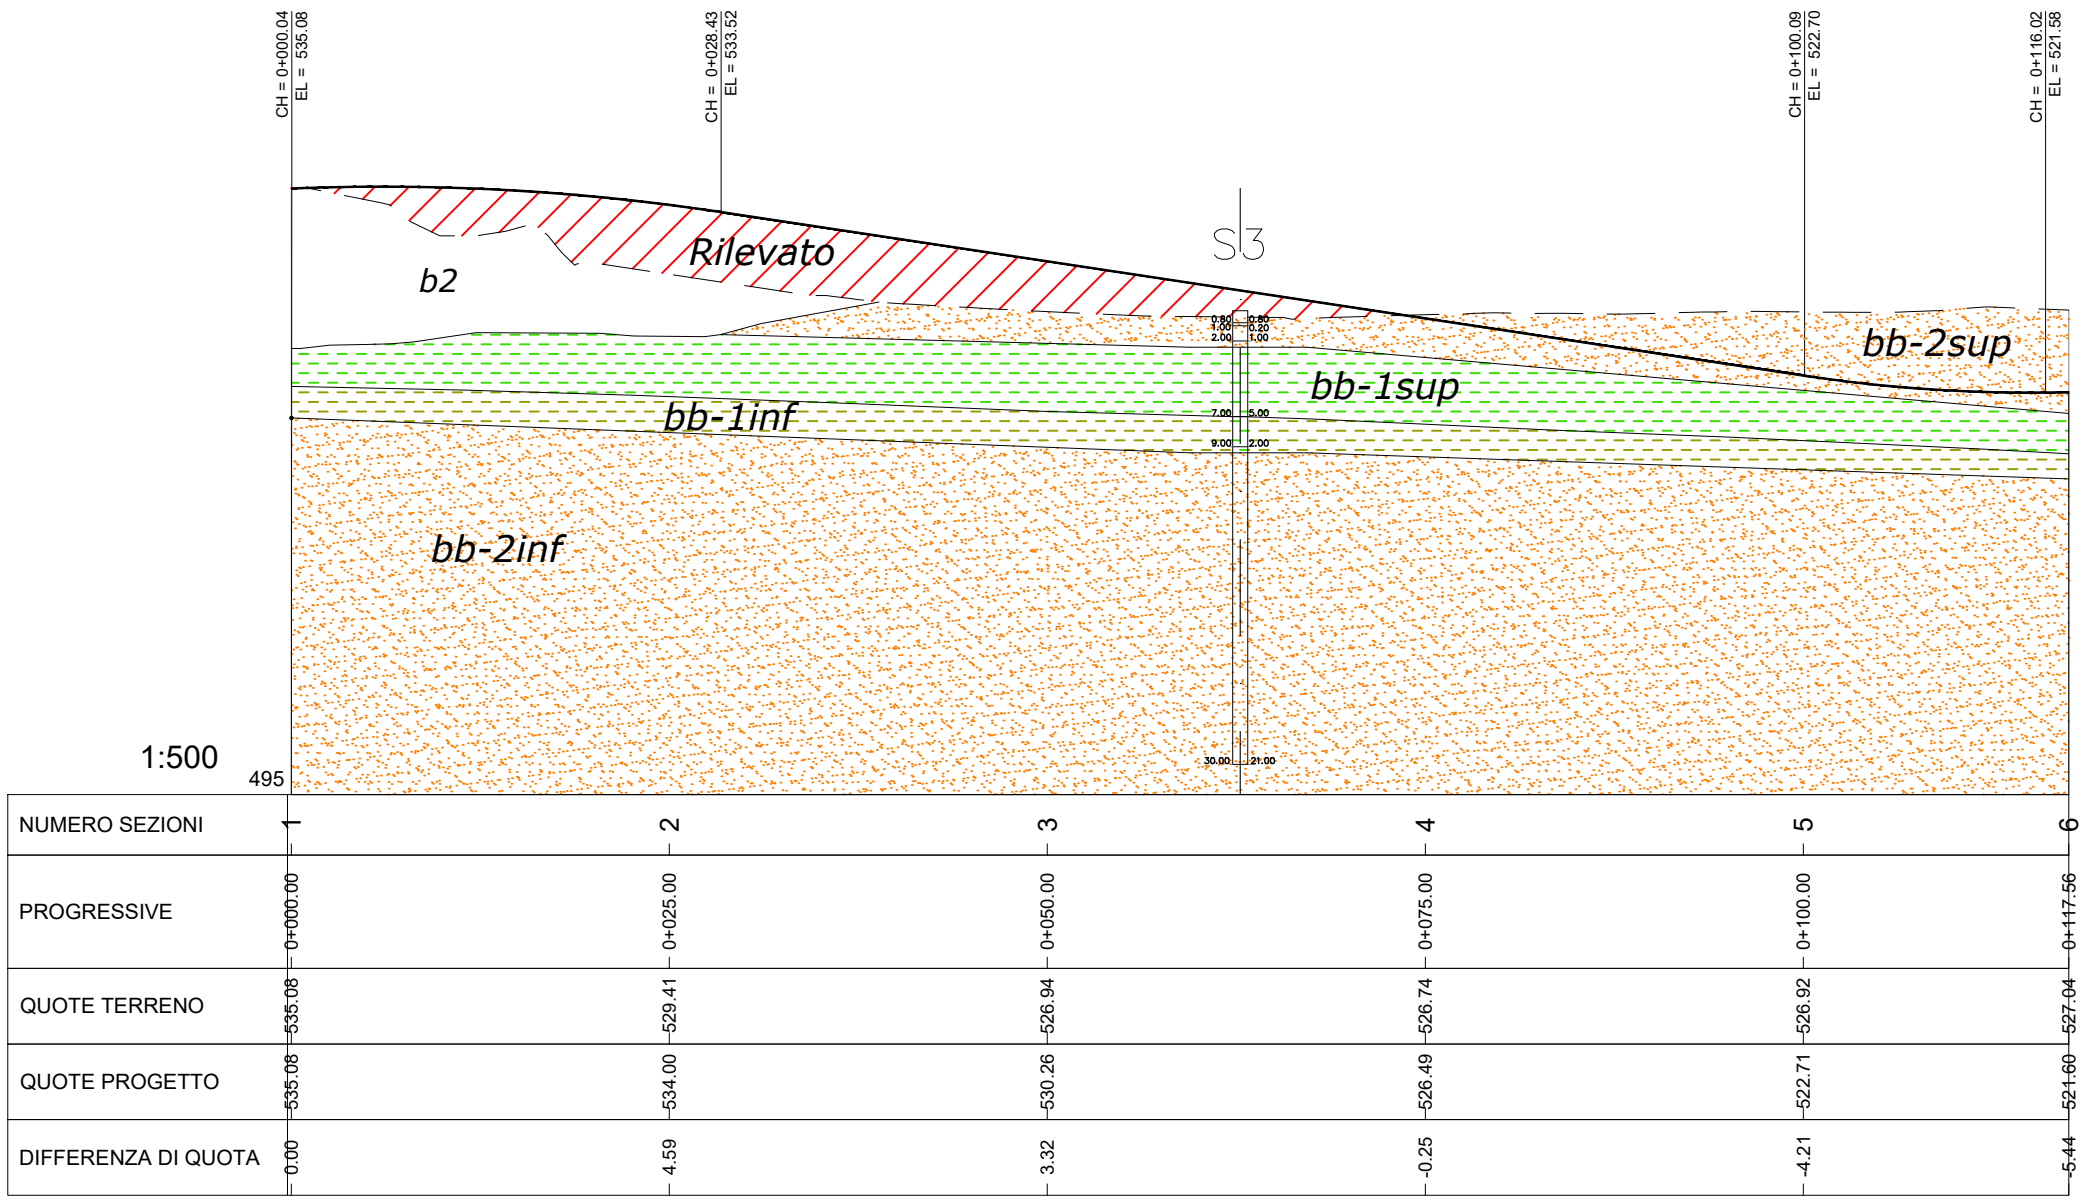 CH = 0+000.04
EL = 535.08
CH = 0+028.43
EL = 533.52
CH = 0+100.09
EL = 522.70
CH = 0+116.02
EL = 521.58
S3
Rilevato
b2
bb-2sup
bb-1sup
bb-1inf
bb-2inf
0.80 0.80
1.00 0.20
2.00 1.00
7.00 5.00
9.00 2.00
30.00 21.00
1:500
495
NUMERO SEZIONI 1 2 3 4 5 6
PROGRESSIVE 0+000.00 0+025.00 0+050.00 0+075.00 0+100.00 0+117.56
QUOTE TERRENO 535.08 529.41 526.94 526.74 526.92 527.04
QUOTE PROGETTO 535.08 534.00 530.26 526.49 522.71 521.60
DIFFERENZA DI QUOTA 0.00 4.59 3.32 -0.25 -4.21 -5.44